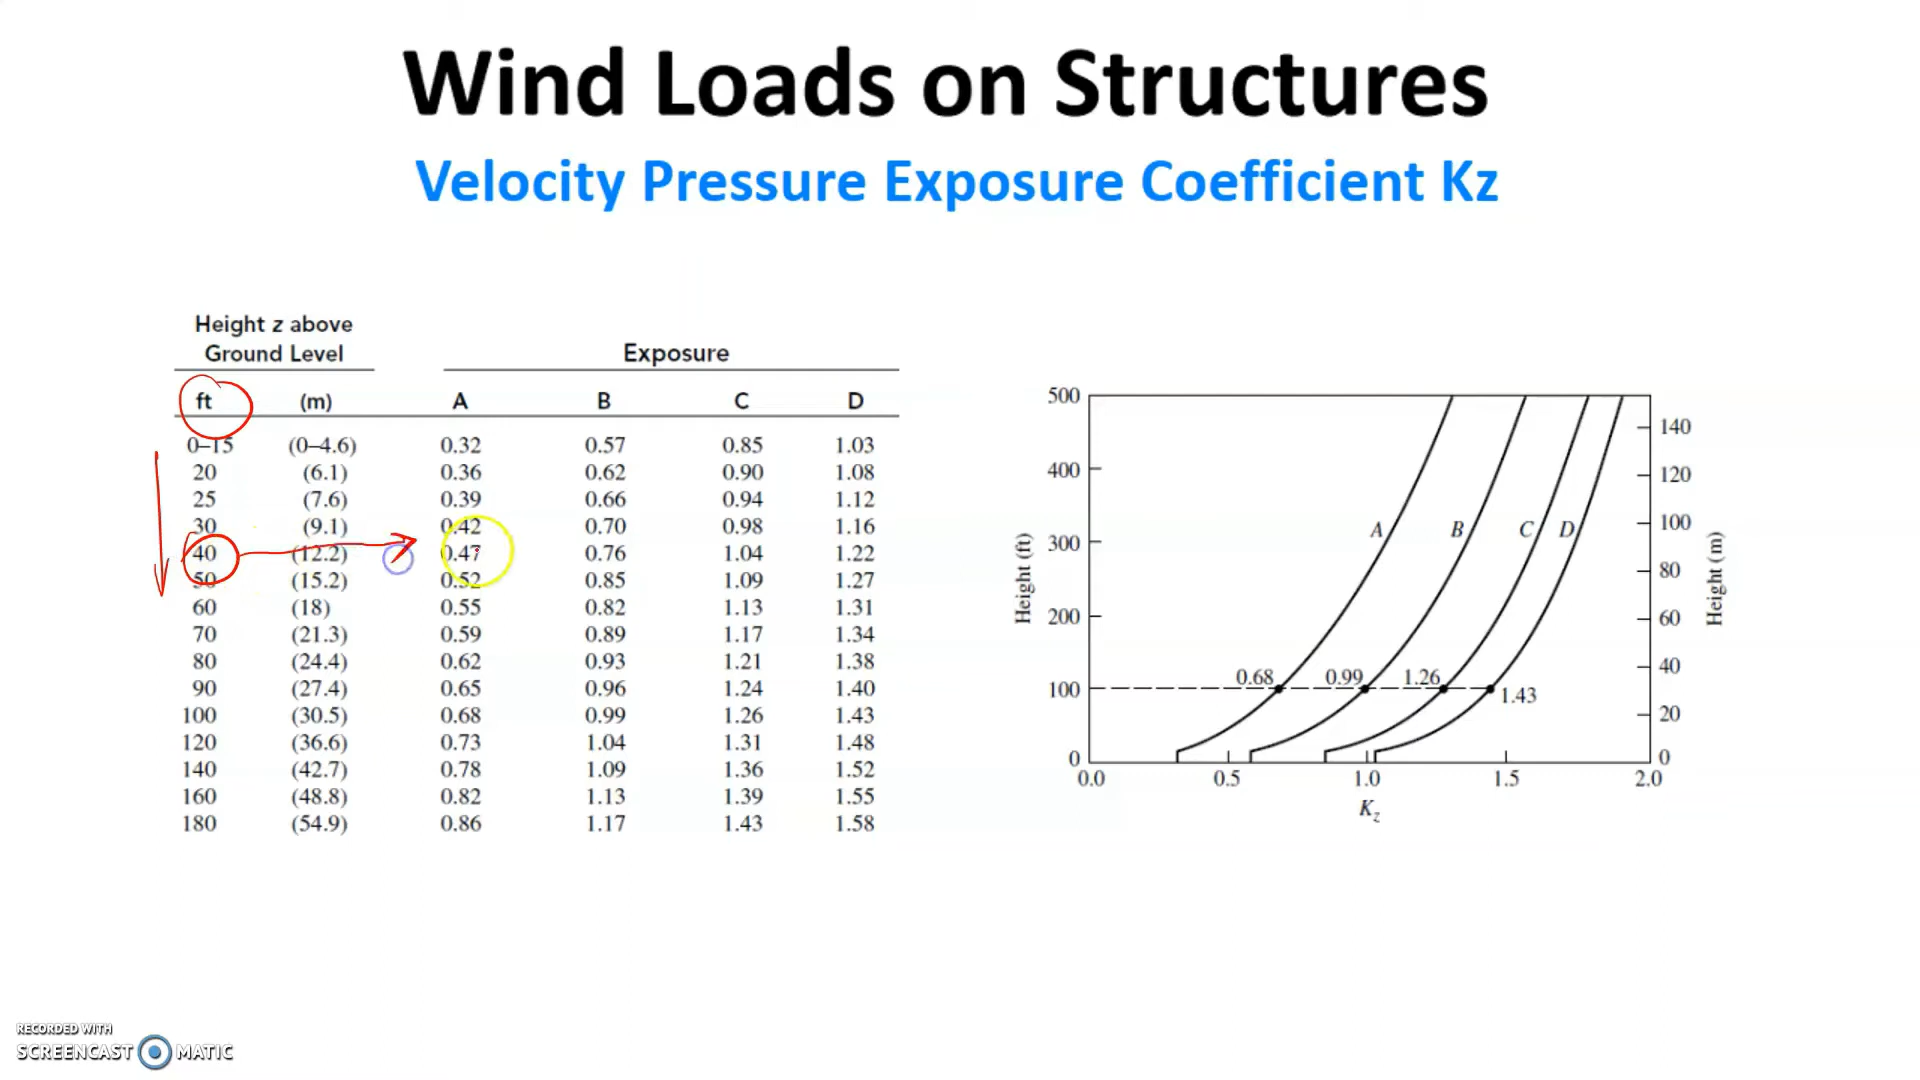 Wind Loads on Structures
Velocity Pressure Exposure Coefficient Kz
Height z above
Ground Level
Exposure
ft (m) A B C D
0–15 (0–4.6) 0.32 0.57 0.85 1.03
20 (6.1) 0.36 0.62 0.90 1.08
25 (7.6) 0.39 0.66 0.94 1.12
30 (9.1) 0.42 0.70 0.98 1.16
40 (12.2) 0.47 0.76 1.04 1.22
50 (15.2) 0.52 0.85 1.09 1.27
60 (18) 0.55 0.82 1.13 1.31
70 (21.3) 0.59 0.89 1.17 1.34
80 (24.4) 0.62 0.93 1.21 1.38
90 (27.4) 0.65 0.96 1.24 1.40
100 (30.5) 0.68 0.99 1.26 1.43
120 (36.6) 0.73 1.04 1.31 1.48
140 (42.7) 0.78 1.09 1.36 1.52
160 (48.8) 0.82 1.13 1.39 1.55
180 (54.9) 0.86 1.17 1.43 1.58
Height (ft)
500
400
300
200
100
0
A B C D
0.68 0.99 1.26 1.43
0.0 0.5 1.0 1.5 2.0
Kz
140
120
100
80
60
40
20
0
Height (m)
RECORDED WITH
SCREENCAST MATIC